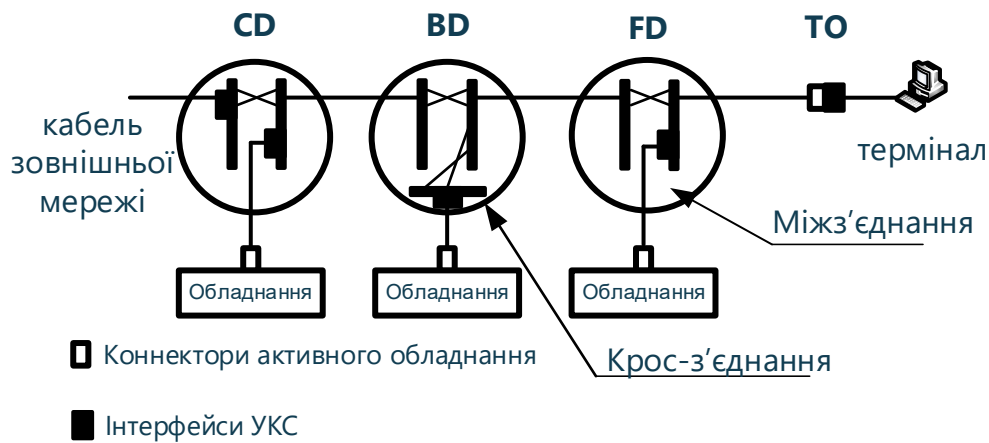 CD BD FD TO
кабель
зовнішньої
мережі
термінал
Міжз’єднання
Обладнання Обладнання Обладнання
Коннектори активного обладнання
Крос-з’єднання
Інтерфейси УКС